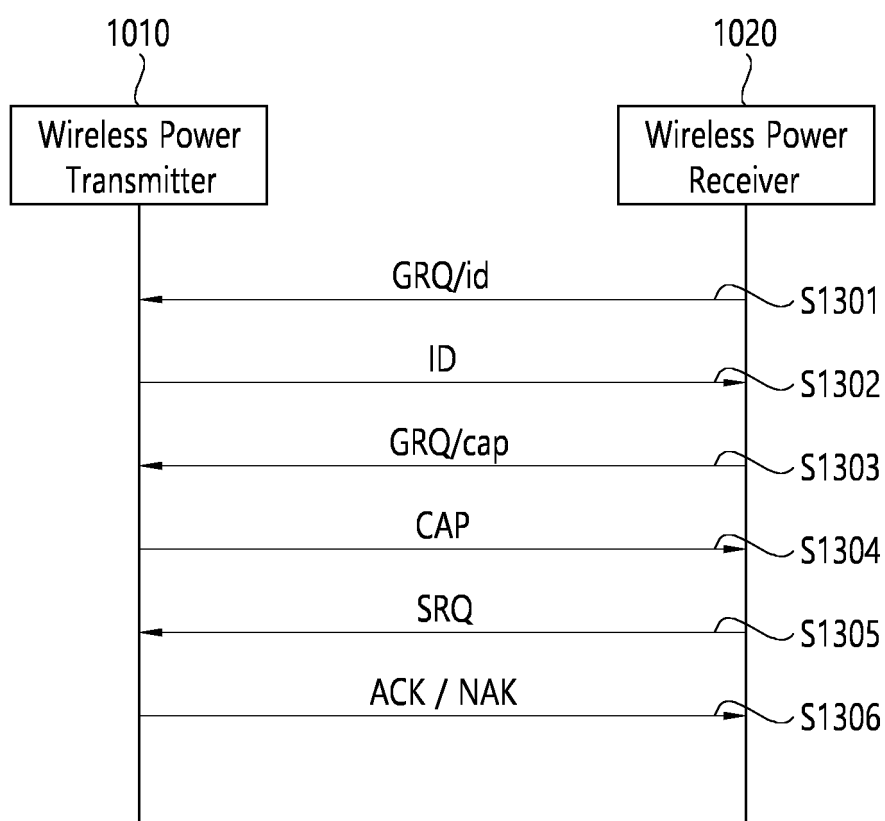 1010
1020
Wireless Power
Transmitter
Wireless Power
Receiver
GRQ/id
S1301
ID
S1302
GRQ/cap
S1303
CAP
S1304
SRQ
S1305
ACK / NAK
S1306